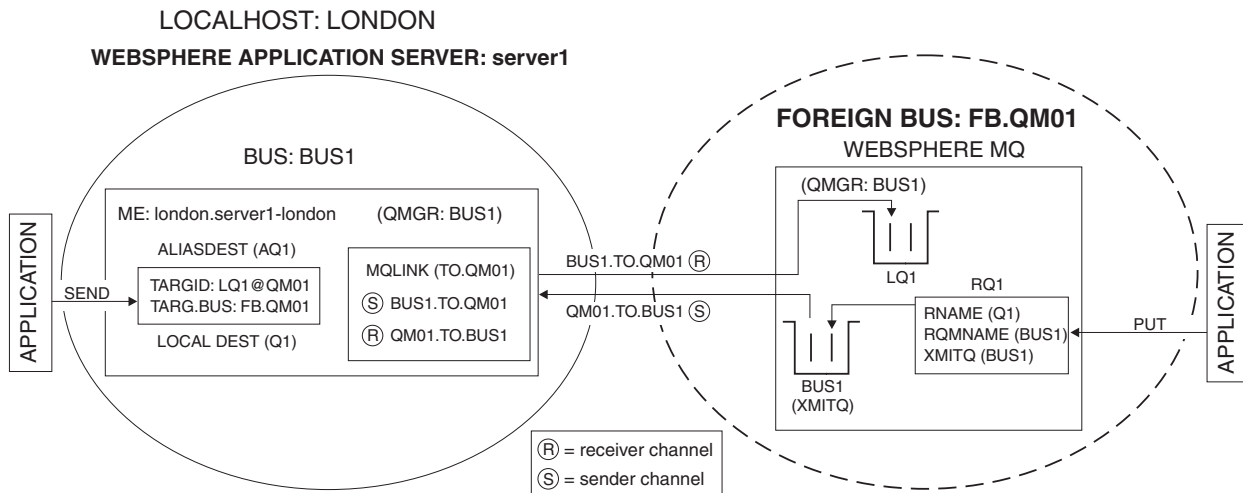 LOCALHOST: LONDON
WEBSPHERE APPLICATION SERVER: server1
BUS: BUS1
ME: london.server1-london
(QMGR: BUS1)
ALIASDEST (AQ1)
TARGID: LQ1@QM01
TARG.BUS: FB.QM01
LOCAL DEST (Q1)
MQLINK (TO.QM01)
S BUS1.TO.QM01
R QM01.TO.BUS1
APPLICATION
SEND
BUS1.TO.QM01 R
QM01.TO.BUS1 S
FOREIGN BUS: FB.QM01
WEBSPHERE MQ
(QMGR: BUS1)
LQ1
RQ1
RNAME (Q1)
RQMNAME (BUS1)
XMITQ (BUS1)
BUS1
(XMITQ)
PUT
APPLICATION
R = receiver channel
S = sender channel